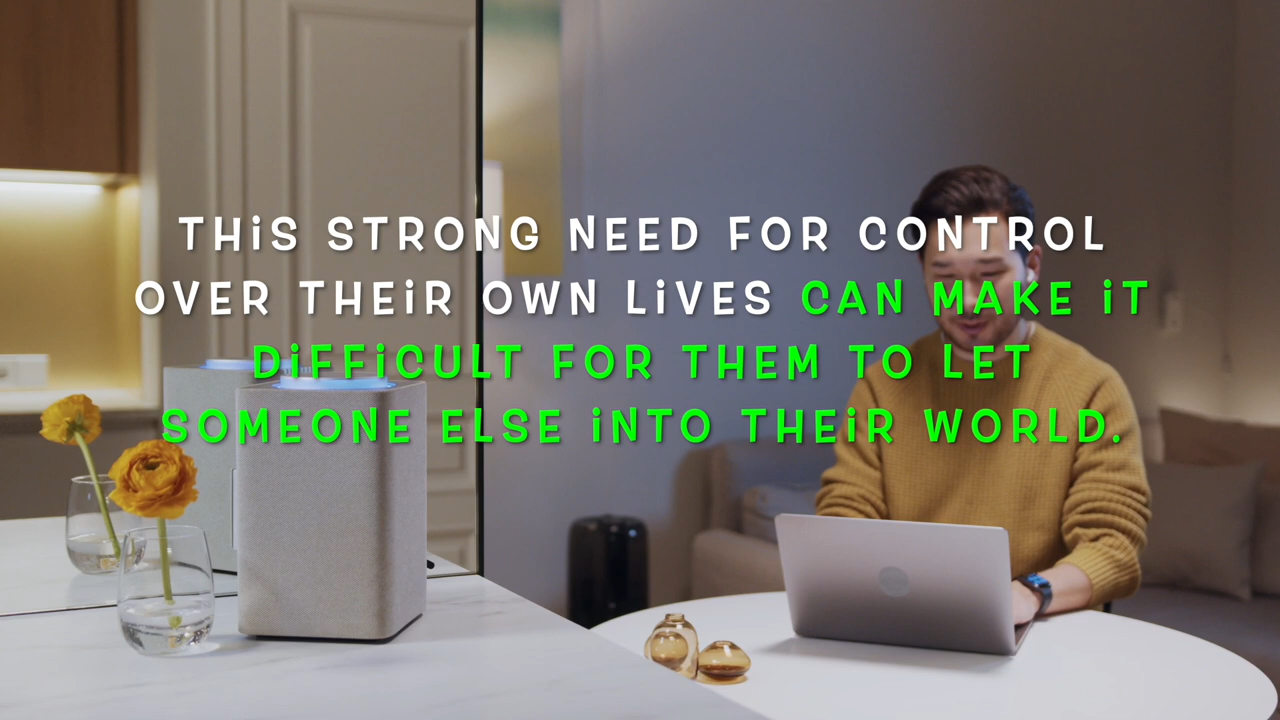 THiS STRONG NEED FOR CONTROL
OVER THEiR OWN LiVES CAN MAKE iT
DiFFiCULT FOR THEM TO LET
SOMEONE ELSE iNTO THEiR WORLD.